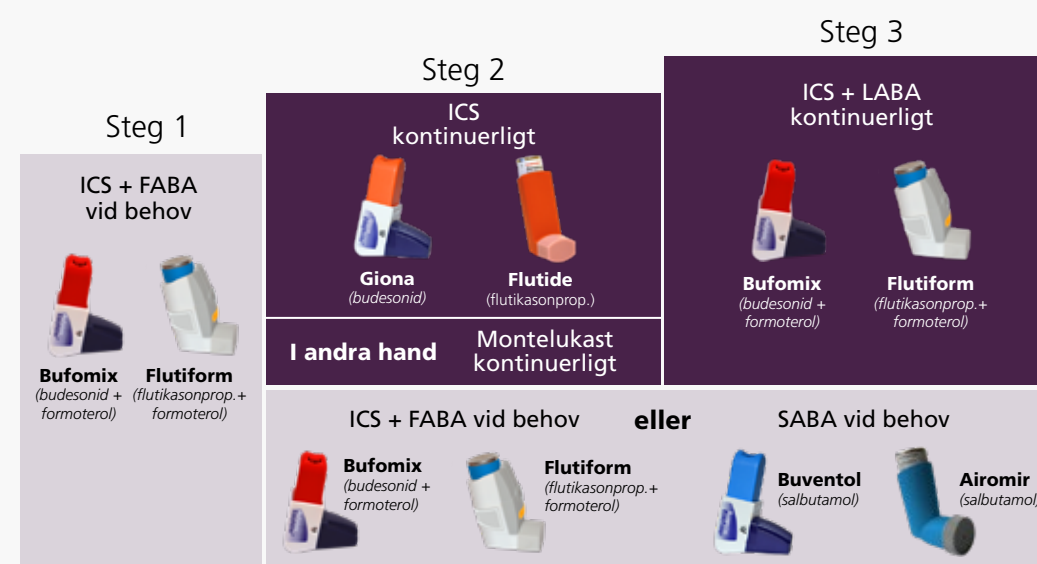 Steg 1
ICS + FABA
vid behov
Bufomix
(budesonid +
formoterol)
Flutiform
(flutikasonprop.+
formoterol)
Steg 2
ICS
kontinuerligt
Giona
(budesonid)
Flutide
(flutikasonprop.)
I andra hand
Montelukast
kontinuerligt
Steg 3
ICS + LABA
kontinuerligt
Bufomix
(budesonid +
formoterol)
Flutiform
(flutikasonprop.+
formoterol)
ICS + FABA vid behov
Bufomix
(budesonid +
formoterol)
Flutiform
(flutikasonprop.+
formoterol)
eller
SABA vid behov
Buventol
(salbutamol)
Airomir
(salbutamol)